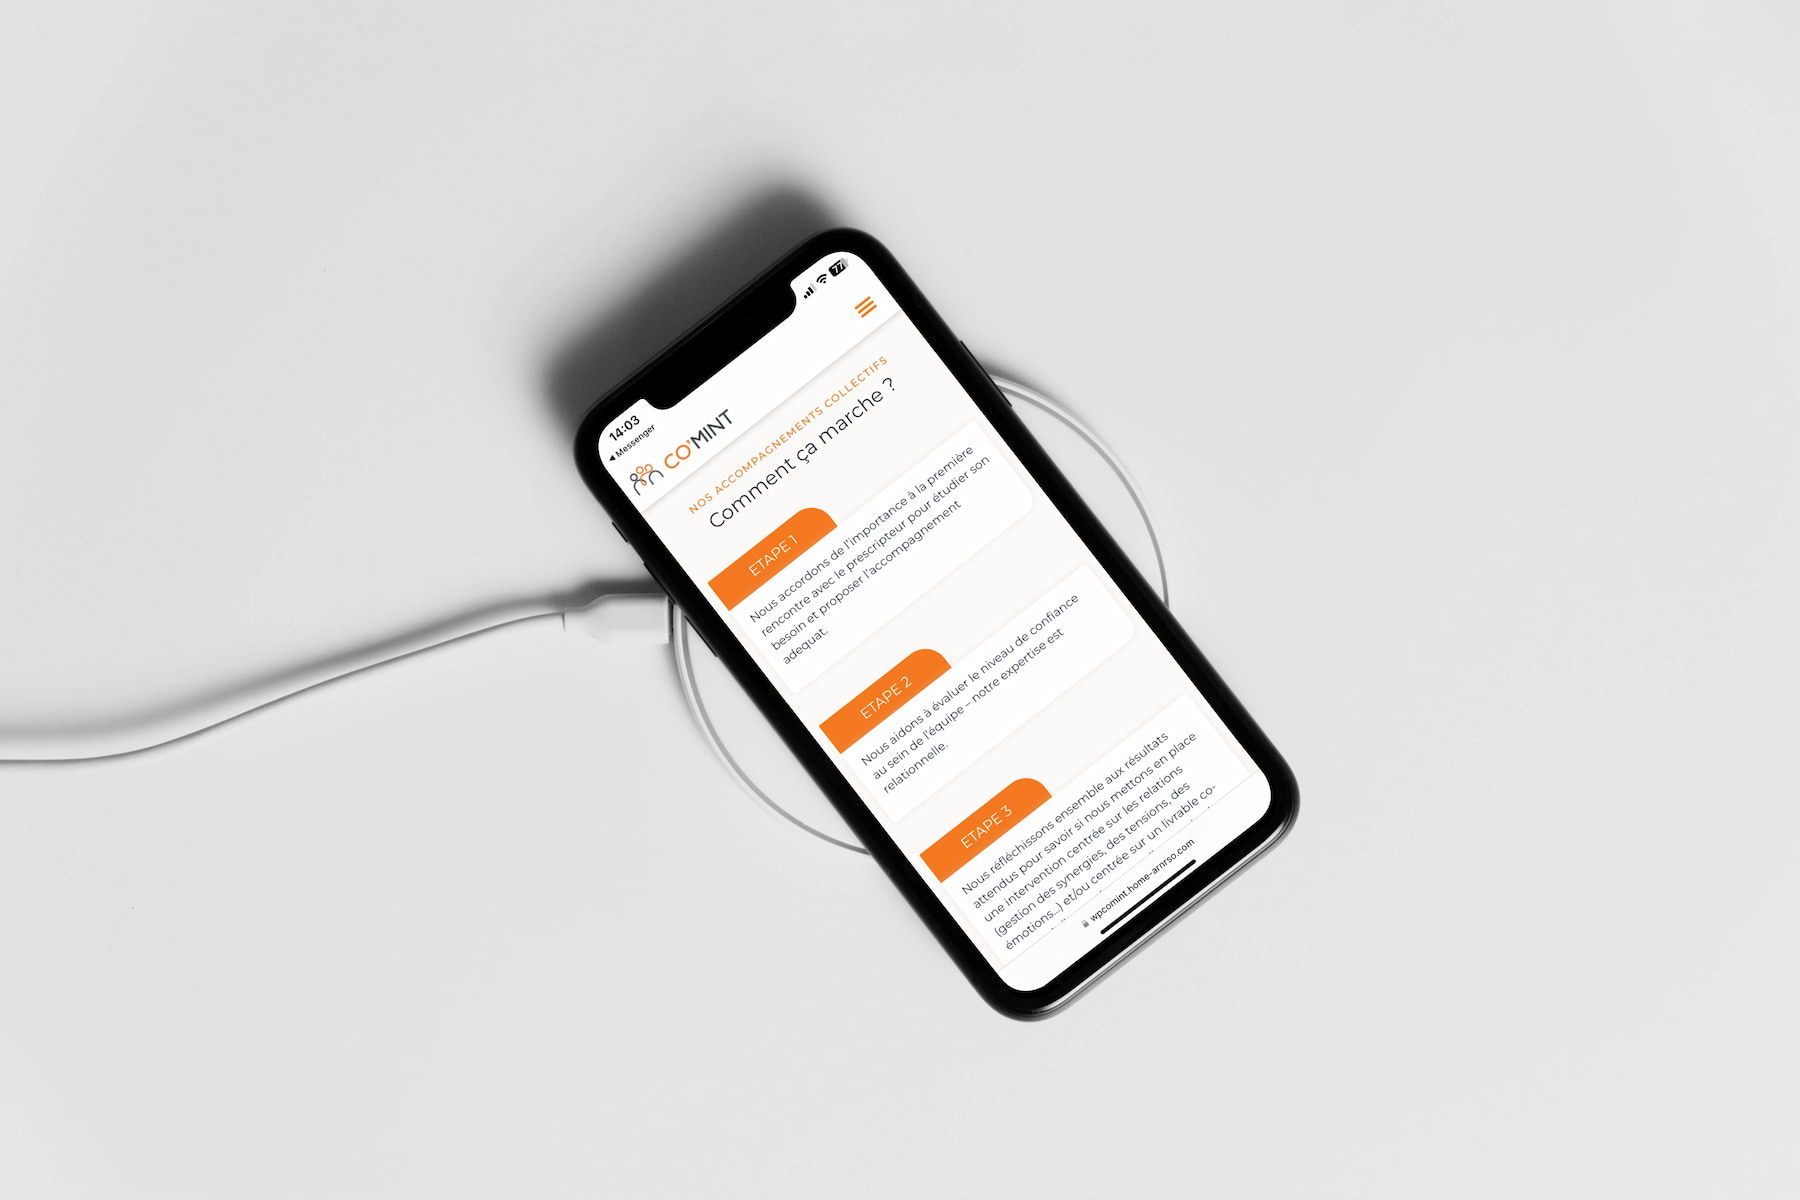 14:03
77
◀ Messenger
CO'MINT
NOS ACCOMPAGNEMENTS COLLECTIFS
Comment ça marche ?
ETAPE 1
Nous accordons de l'importance à la première
rencontre avec le prescripteur pour étudier son
besoin et proposer l'accompagnement
adequat.
ETAPE 2
Nous aidons à évaluer le niveau de confiance
au sein de l'équipe – notre expertise est
relationnelle.
ETAPE 3
Nous réfléchissons ensemble aux résultats
attendus pour savoir si nous mettons en place
une intervention centrée sur les relations
(gestion des synergies, des tensions, des
émotions…) et/ou centrée sur un livrable co-
wpcomint.home-arnrso.com